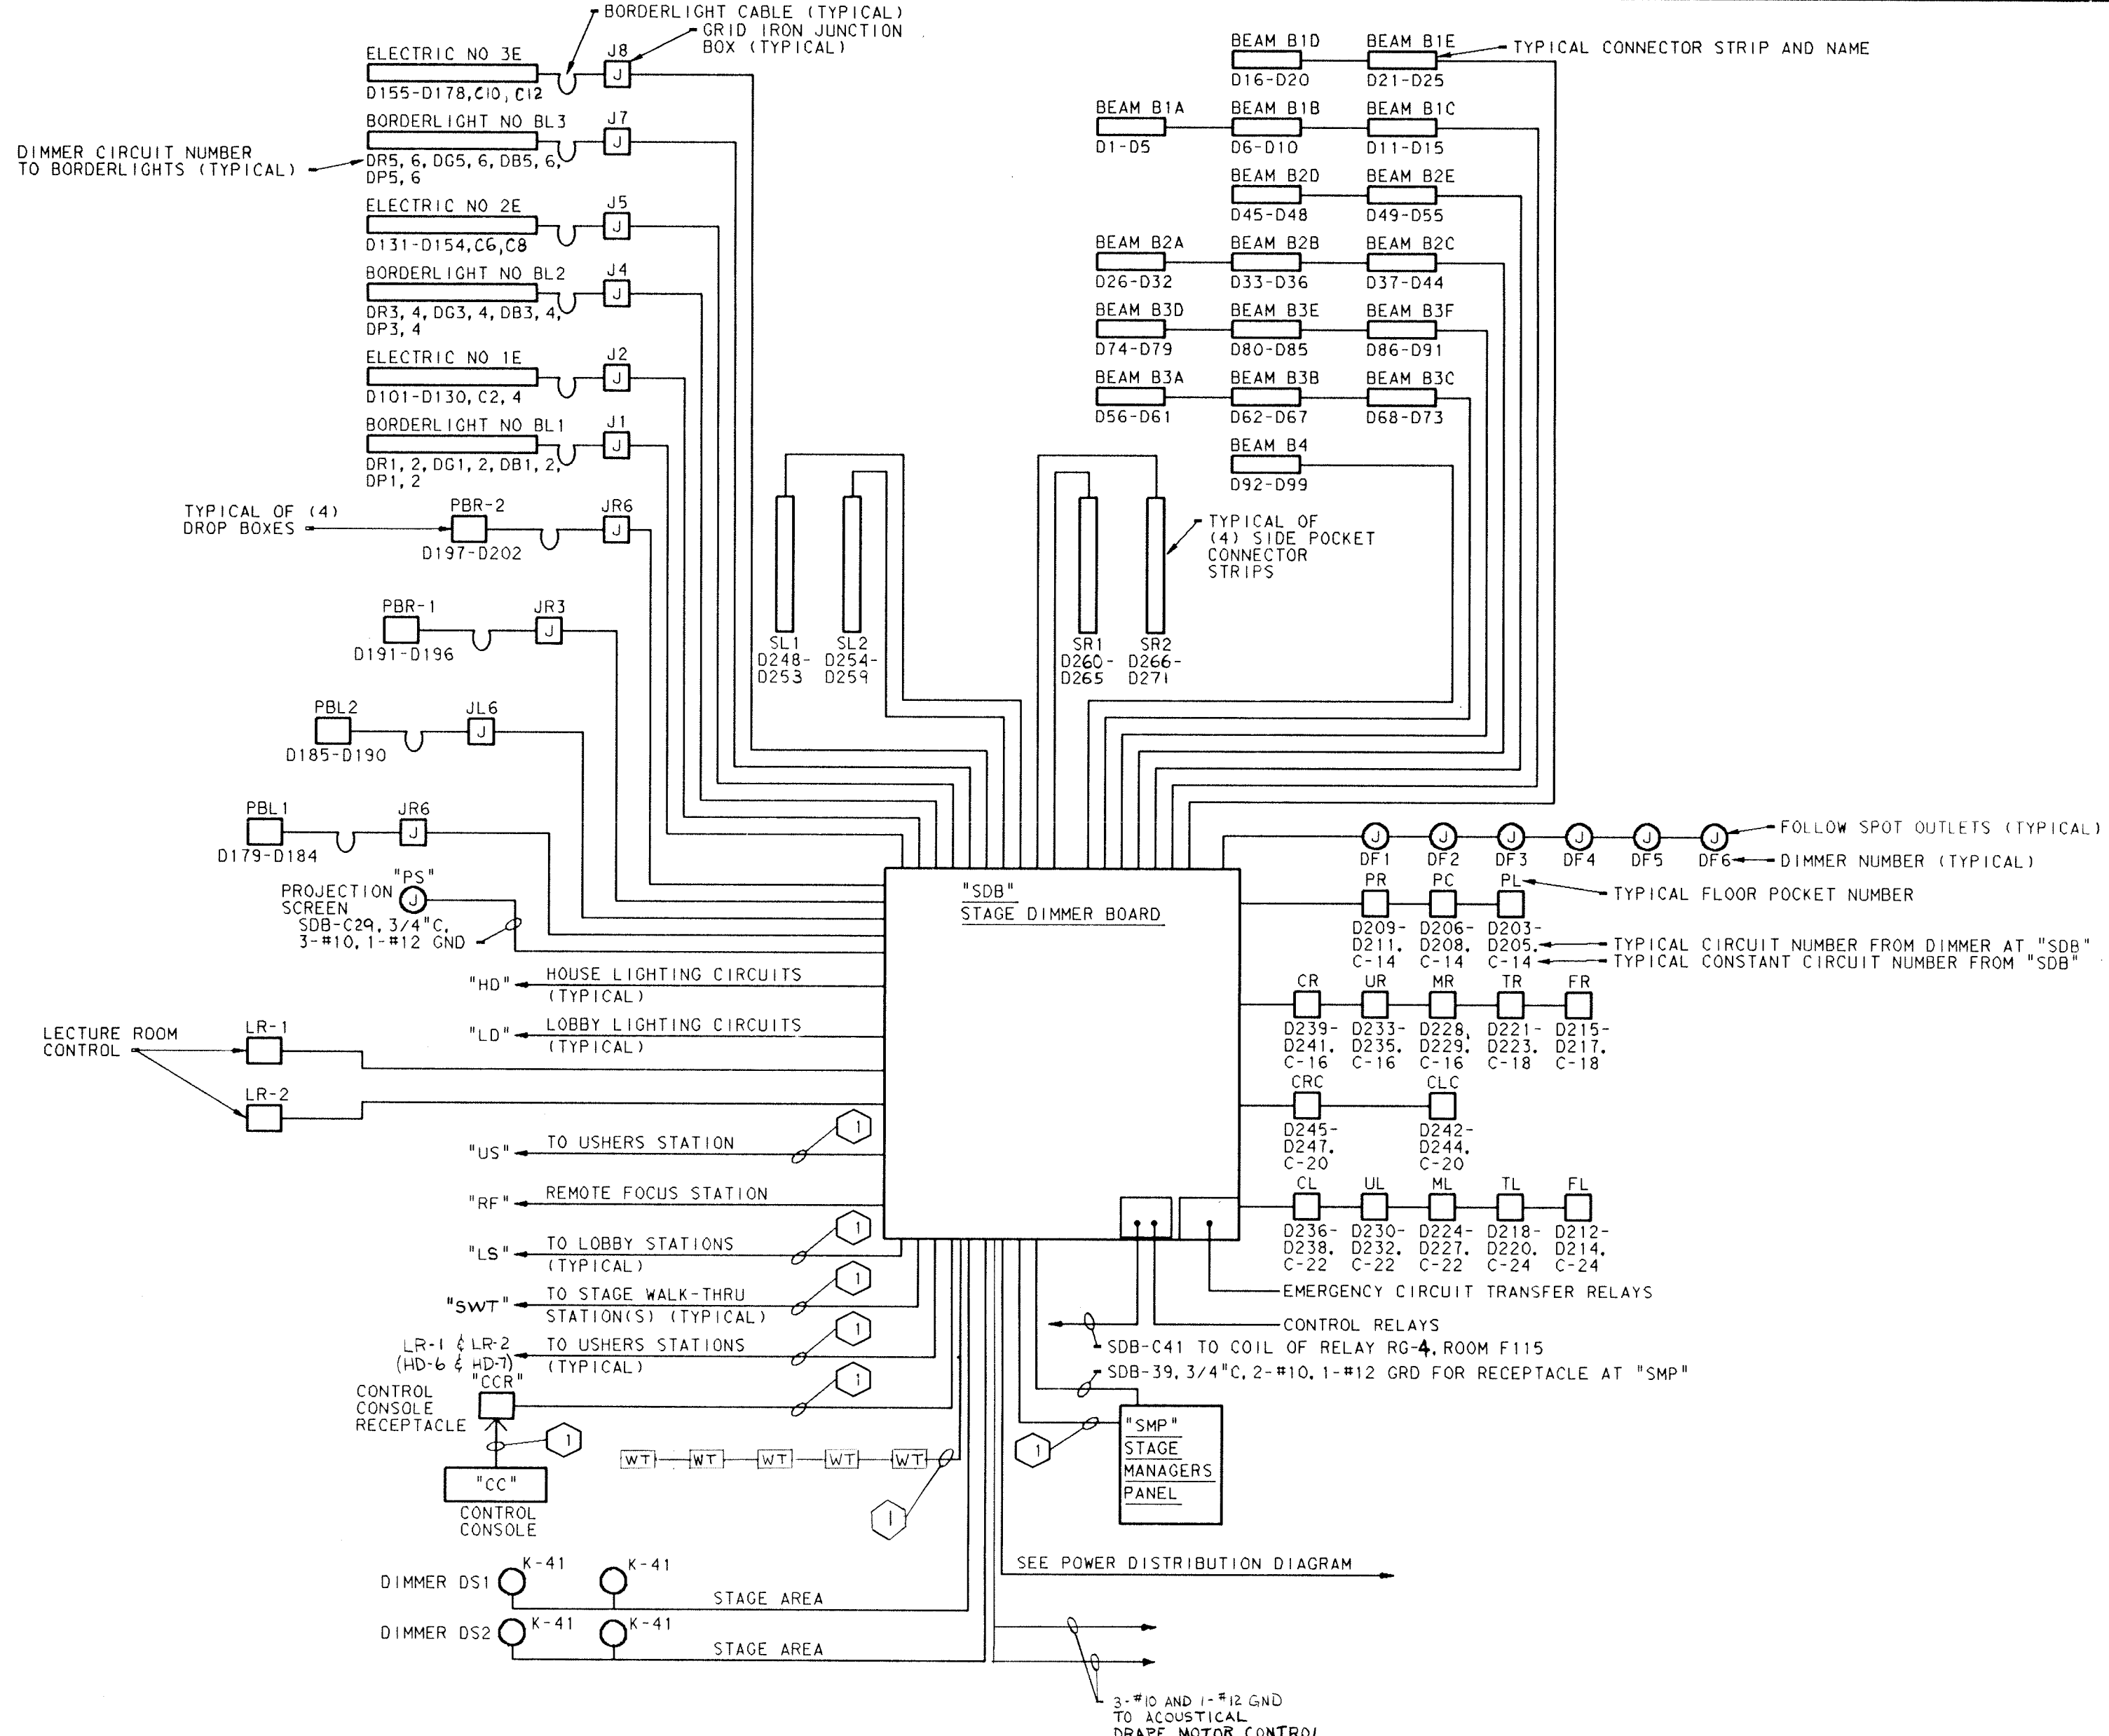 BORDERLIGHT CABLE (TYPICAL)
GRID IRON JUNCTION
BOX (TYPICAL)
ELECTRIC NO 3E
J8
J
D155-D178, C10, C12
BORDERLIGHT NO BL3
J7
J
DIMMER CIRCUIT NUMBER
TO BORDERLIGHTS (TYPICAL)
DR5, 6, DG5, 6, DB5, 6,
DP5, 6
ELECTRIC NO 2E
J5
J
D131-D154, C6, C8
BORDERLIGHT NO BL2
J4
J
DR3, 4, DG3, 4, DB3, 4,
DP3, 4
ELECTRIC NO 1E
J2
J
D101-D130, C2, 4
BORDERLIGHT NO BL1
J1
J
DR1, 2, DG1, 2, DB1, 2,
DP1, 2
TYPICAL OF (4)
DROP BOXES
PBR-2
JR6
J
D197-D202
PBR-1
JR3
J
D191-D196
PBL2
JL6
J
D185-D190
PBL1
JR6
J
D179-D184
"PS"
J
PROJECTION
SCREEN
SDB-C29, 3/4"C,
3-#10, 1-#12 GND
BEAM B1D
BEAM B1E
TYPICAL CONNECTOR STRIP AND NAME
D16-D20
D21-D25
BEAM B1A
BEAM B1B
BEAM B1C
D1-D5
D6-D10
D11-D15
BEAM B2D
BEAM B2E
D45-D48
D49-D55
BEAM B2A
BEAM B2B
BEAM B2C
D26-D32
D33-D36
D37-D44
BEAM B3D
BEAM B3E
BEAM B3F
D74-D79
D80-D85
D86-D91
BEAM B3A
BEAM B3B
BEAM B3C
D56-D61
D62-D67
D68-D73
BEAM B4
D92-D99
TYPICAL OF
(4) SIDE POCKET
CONNECTOR
STRIPS
SL1
D248-
D253
SL2
D254-
D259
SR1
D260-
D265
SR2
D266-
D271
"SDB"
STAGE DIMMER BOARD
J J J J J J
FOLLOW SPOT OUTLETS (TYPICAL)
DF1 DF2 DF3 DF4 DF5 DF6
DIMMER NUMBER (TYPICAL)
PR PC PL
TYPICAL FLOOR POCKET NUMBER
D209- D206- D203-
D211, D208, D205,
TYPICAL CIRCUIT NUMBER FROM DIMMER AT "SDB"
C-14 C-14 C-14
TYPICAL CONSTANT CIRCUIT NUMBER FROM "SDB"
CR UR MR TR FR
D239- D233- D228, D221- D215-
D241, D235, D229, D223, D217,
C-16 C-16 C-16 C-18 C-18
CRC CLC
D245- D242-
D247, D244,
C-20 C-20
CL UL ML TL FL
D236- D230- D224- D218- D212-
D238, D232, D227, D220, D214,
C-22 C-22 C-22 C-24 C-24
EMERGENCY CIRCUIT TRANSFER RELAYS
CONTROL RELAYS
SDB-C41 TO COIL OF RELAY RG-4, ROOM F115
SDB-39, 3/4"C, 2-#10, 1-#12 GRD FOR RECEPTACLE AT "SMP"
"HD"
HOUSE LIGHTING CIRCUITS
(TYPICAL)
"LD"
LOBBY LIGHTING CIRCUITS
(TYPICAL)
LECTURE ROOM
CONTROL
LR-1
LR-2
1
"US"
TO USHERS STATION
"RF"
REMOTE FOCUS STATION
1
"LS"
TO LOBBY STATIONS
(TYPICAL)
1
"SWT"
TO STAGE WALK-THRU
STATION(S) (TYPICAL)
1
LR-1 & LR-2
(HD-6 & HD-7)
TO USHERS STATIONS
(TYPICAL)
1
"CCR"
CONTROL
CONSOLE
RECEPTACLE
1
"CC"
CONTROL
CONSOLE
WT WT WT WT WT
1
1
"SMP"
STAGE
MANAGERS
PANEL
SEE POWER DISTRIBUTION DIAGRAM
DIMMER DS1
K-41
K-41
STAGE AREA
DIMMER DS2
K-41
K-41
STAGE AREA
3-#10 AND 1-#12 GND
TO ACOUSTICAL
DRAPE MOTOR CONTROL